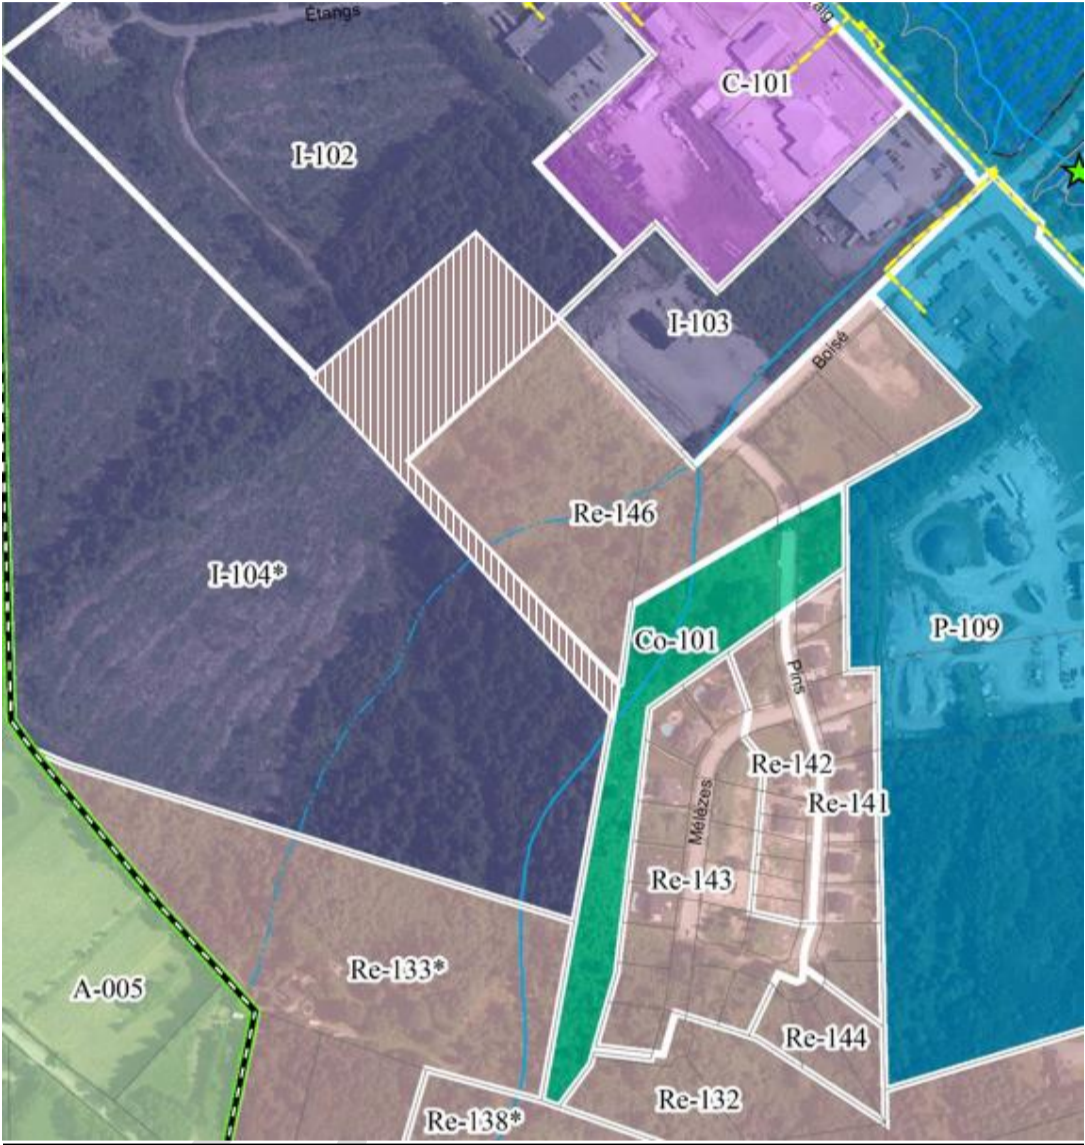 Étangs
C-101
I-102
I-103
Boisé
Re-146
I-104*
Co-101
P-109
Pins
Re-142
Re-141
Mélèzes
Re-143
Re-133*
A-005
Re-144
Re-132
Re-138*